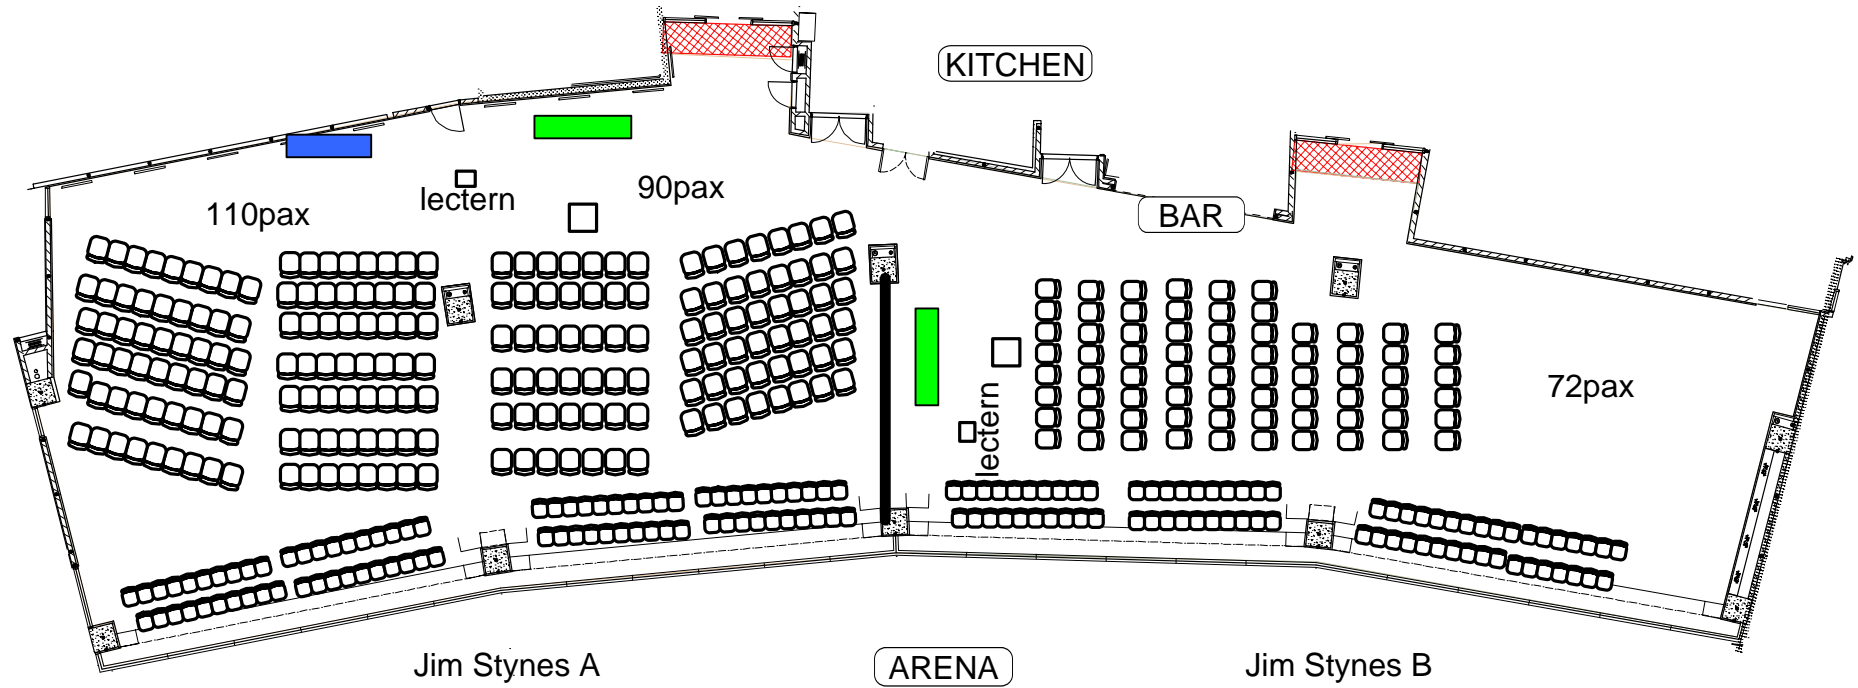 KITCHEN
110pax
lectern
90pax
BAR
lectern
72pax
Jim Stynes A
ARENA
Jim Stynes B